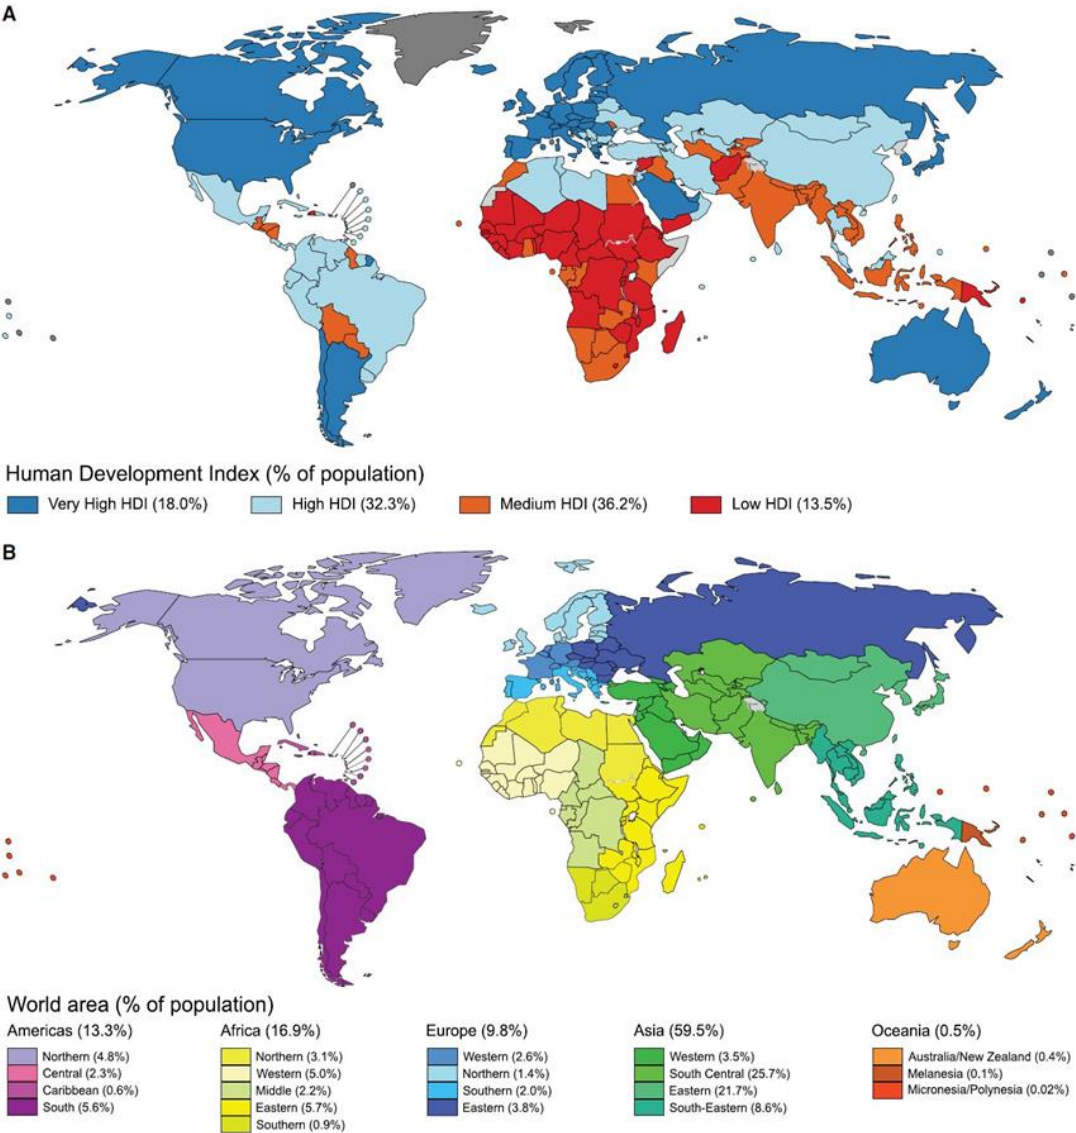 A
Human Development Index (% of population)
Very High HDI (18.0%) High HDI (32.3%) Medium HDI (36.2%) Low HDI (13.5%)
B
World area (% of population)
Americas (13.3%)
Northern (4.8%)
Central (2.3%)
Caribbean (0.6%)
South (5.6%)
Africa (16.9%)
Northern (3.1%)
Western (5.0%)
Middle (2.2%)
Eastern (5.7%)
Southern (0.9%)
Europe (9.8%)
Western (2.6%)
Northern (1.4%)
Southern (2.0%)
Eastern (3.8%)
Asia (59.5%)
Western (3.5%)
South Central (25.7%)
Eastern (21.7%)
South-Eastern (8.6%)
Oceania (0.5%)
Australia/New Zealand (0.4%)
Melanesia (0.1%)
Micronesia/Polynesia (0.02%)